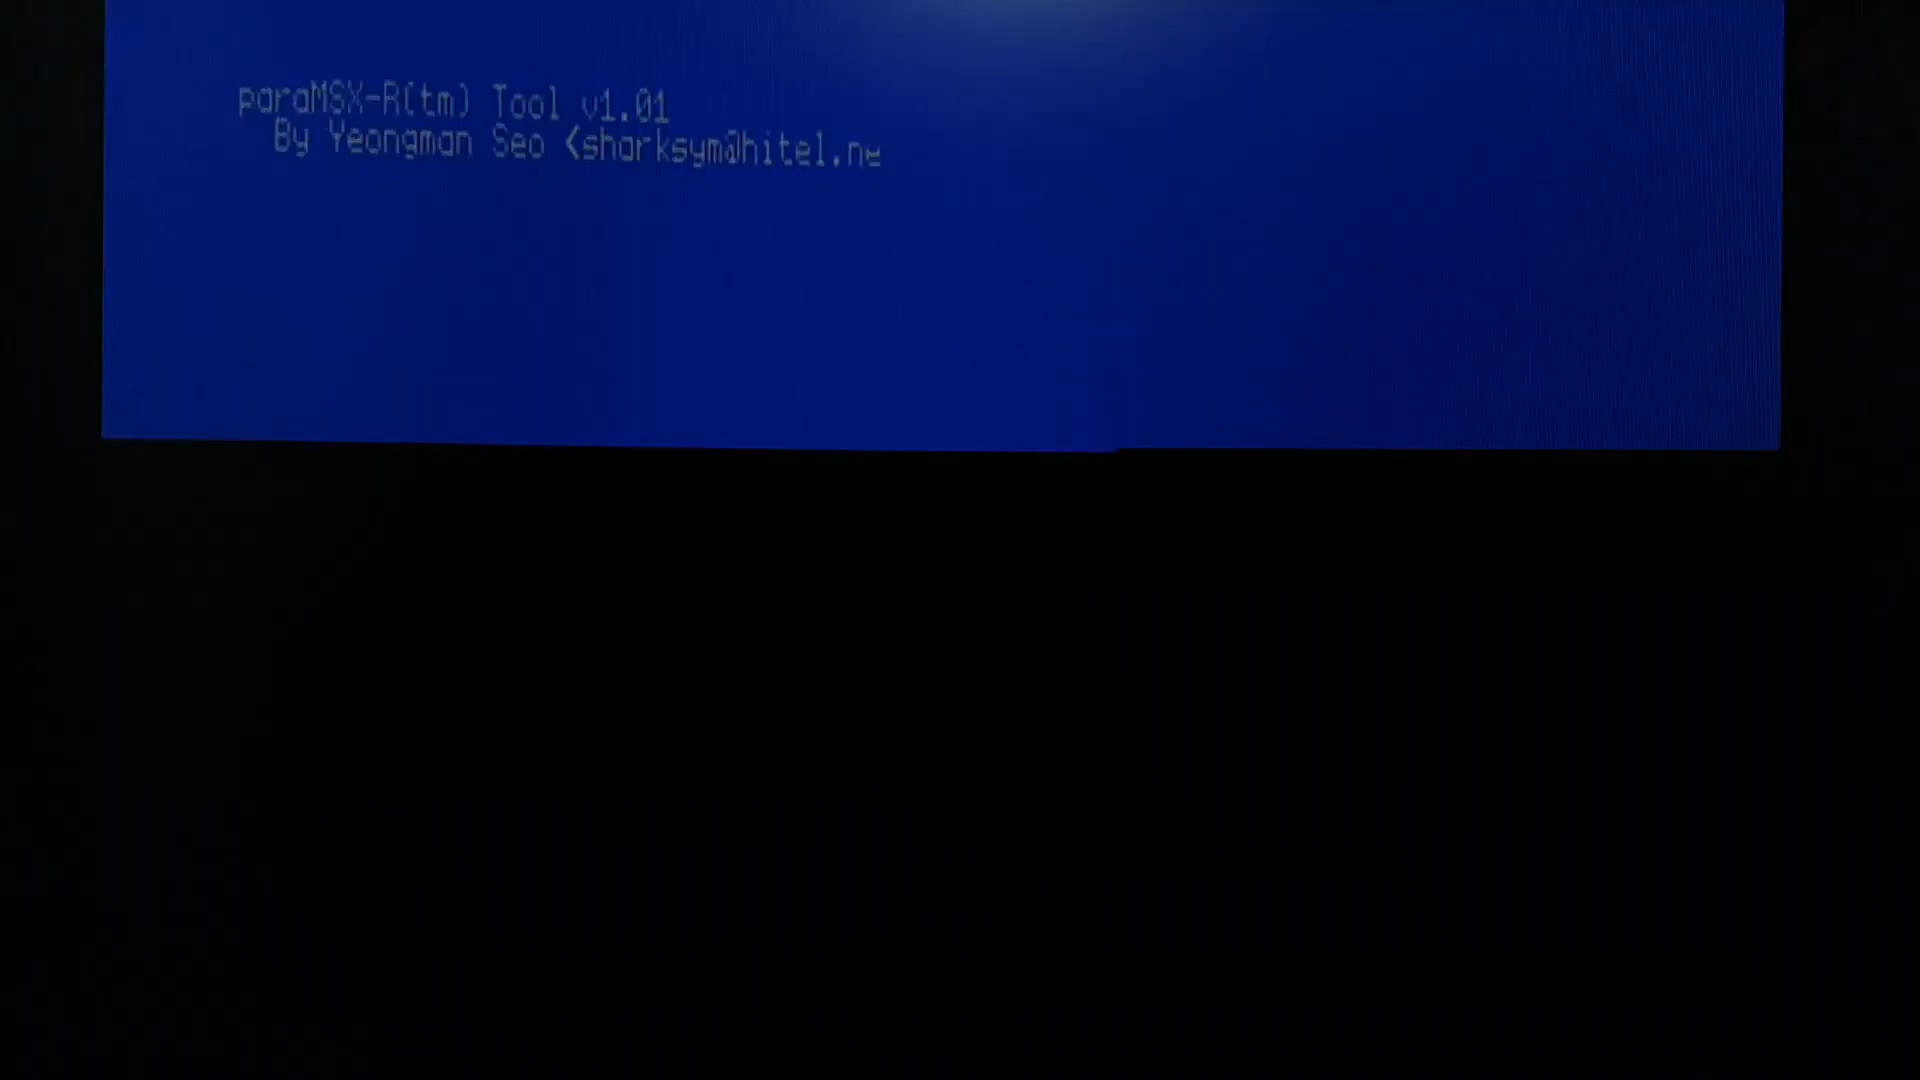 paraMSX-R(tm) Tool v1.01
By Yeongman Seo <sharksym@hitel.ne